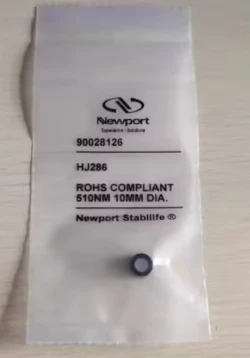 Newport
Experience | Solutions
90028126
HJ286
ROHS COMPLIANT
510NM 10MM DIA.
Newport Stabilife ®